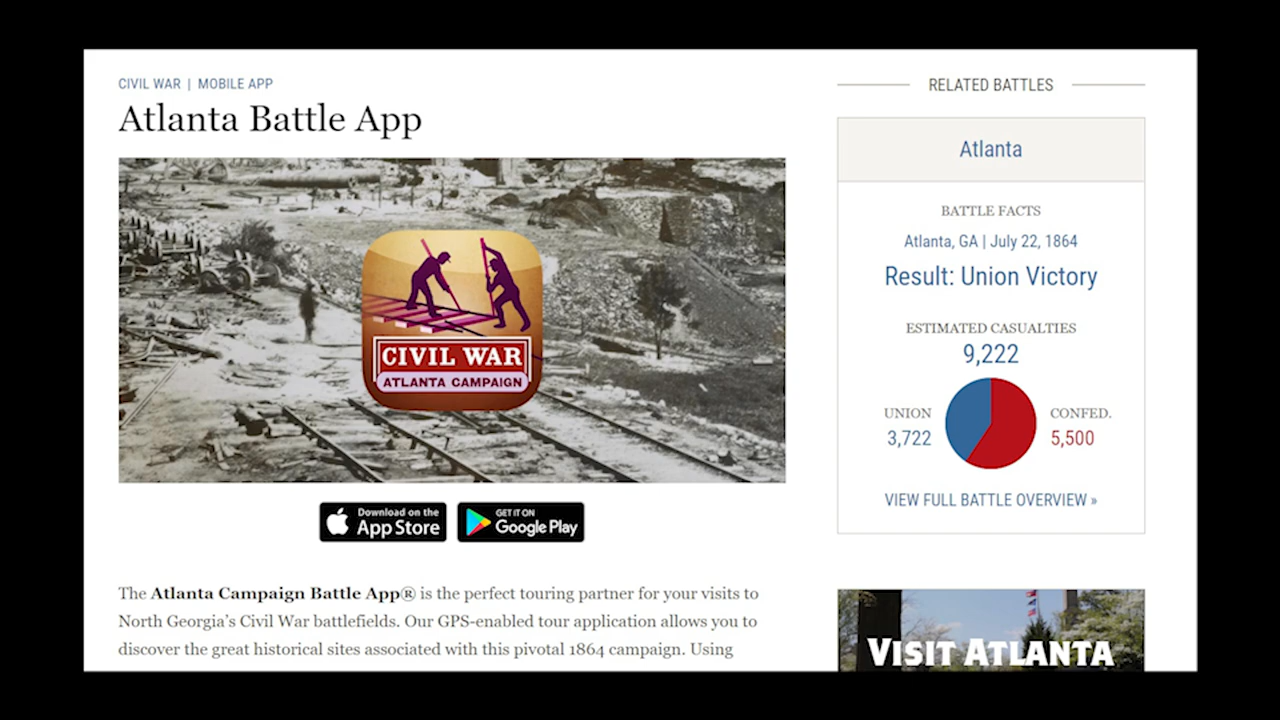 CIVIL WAR | MOBILE APP
Atlanta Battle App
CIVIL WAR
ATLANTA CAMPAIGN
Download on the
App Store
GET IT ON
Google Play
The Atlanta Campaign Battle App® is the perfect touring partner for your visits to
North Georgia's Civil War battlefields. Our GPS-enabled tour application allows you to
discover the great historical sites associated with this pivotal 1864 campaign. Using
RELATED BATTLES
Atlanta
BATTLE FACTS
Atlanta, GA | July 22, 1864
Result: Union Victory
ESTIMATED CASUALTIES
9,222
UNION
3,722
CONFED.
5,500
VIEW FULL BATTLE OVERVIEW »
VISIT ATLANTA